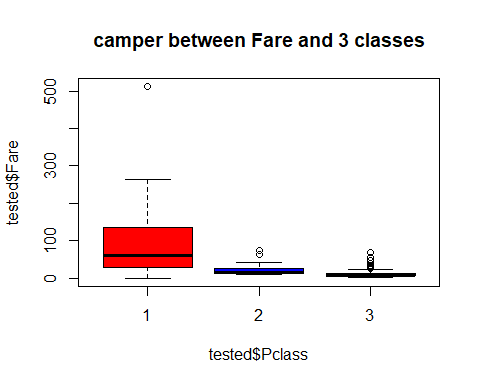 camper between Fare and 3 classes
tested$Fare
500
300
100
0
1 2 3
tested$Pclass